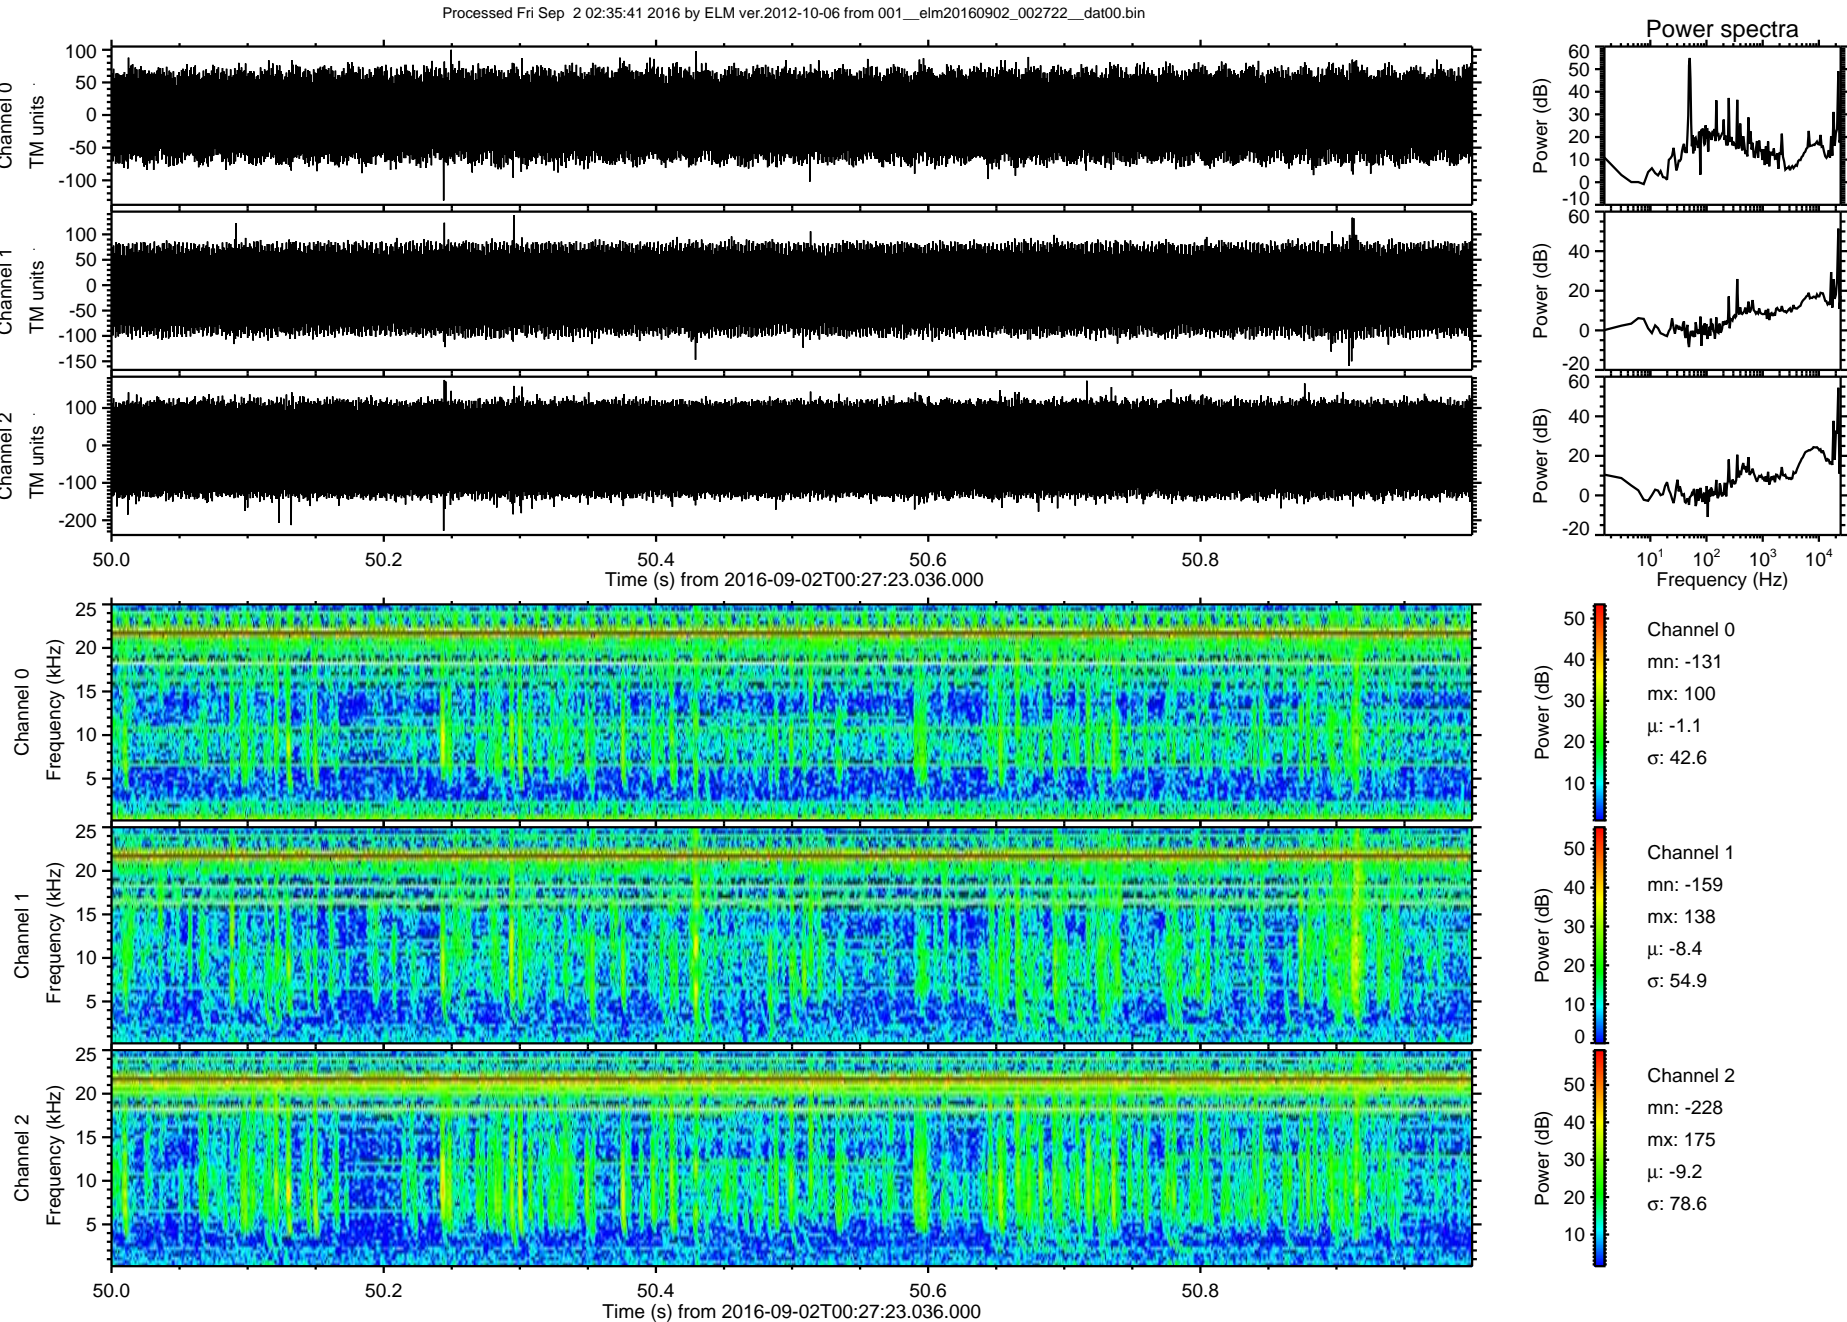 Processed Fri Sep 2 02:35:41 2016 by ELM ver.2012-10-06 from 001__elm20160902_002722__dat00.bin
Power spectra
Channel 0
TM units
100
50
0
-50
-100
Power (dB)
60
50
40
30
20
10
0
-10
Channel 1
TM units
100
50
0
-50
-100
-150
Power (dB)
60
40
20
0
-20
Channel 2
TM units
100
0
-100
-200
Power (dB)
60
40
20
0
-20
50.0 50.2 50.4 50.6 50.8
Time (s) from 2016-09-02T00:27:23.036.000
10^1 10^2 10^3 10^4
Frequency (Hz)
Channel 0
Frequency (kHz)
25
20
15
10
5
Power (dB)
50
40
30
20
10
Channel 0
mn: -131
mx: 100
μ: -1.1
σ: 42.6
Channel 1
Frequency (kHz)
25
20
15
10
5
Power (dB)
50
40
30
20
10
0
Channel 1
mn: -159
mx: 138
μ: -8.4
σ: 54.9
Channel 2
Frequency (kHz)
25
20
15
10
5
Power (dB)
50
40
30
20
10
Channel 2
mn: -228
mx: 175
μ: -9.2
σ: 78.6
50.0 50.2 50.4 50.6 50.8
Time (s) from 2016-09-02T00:27:23.036.000